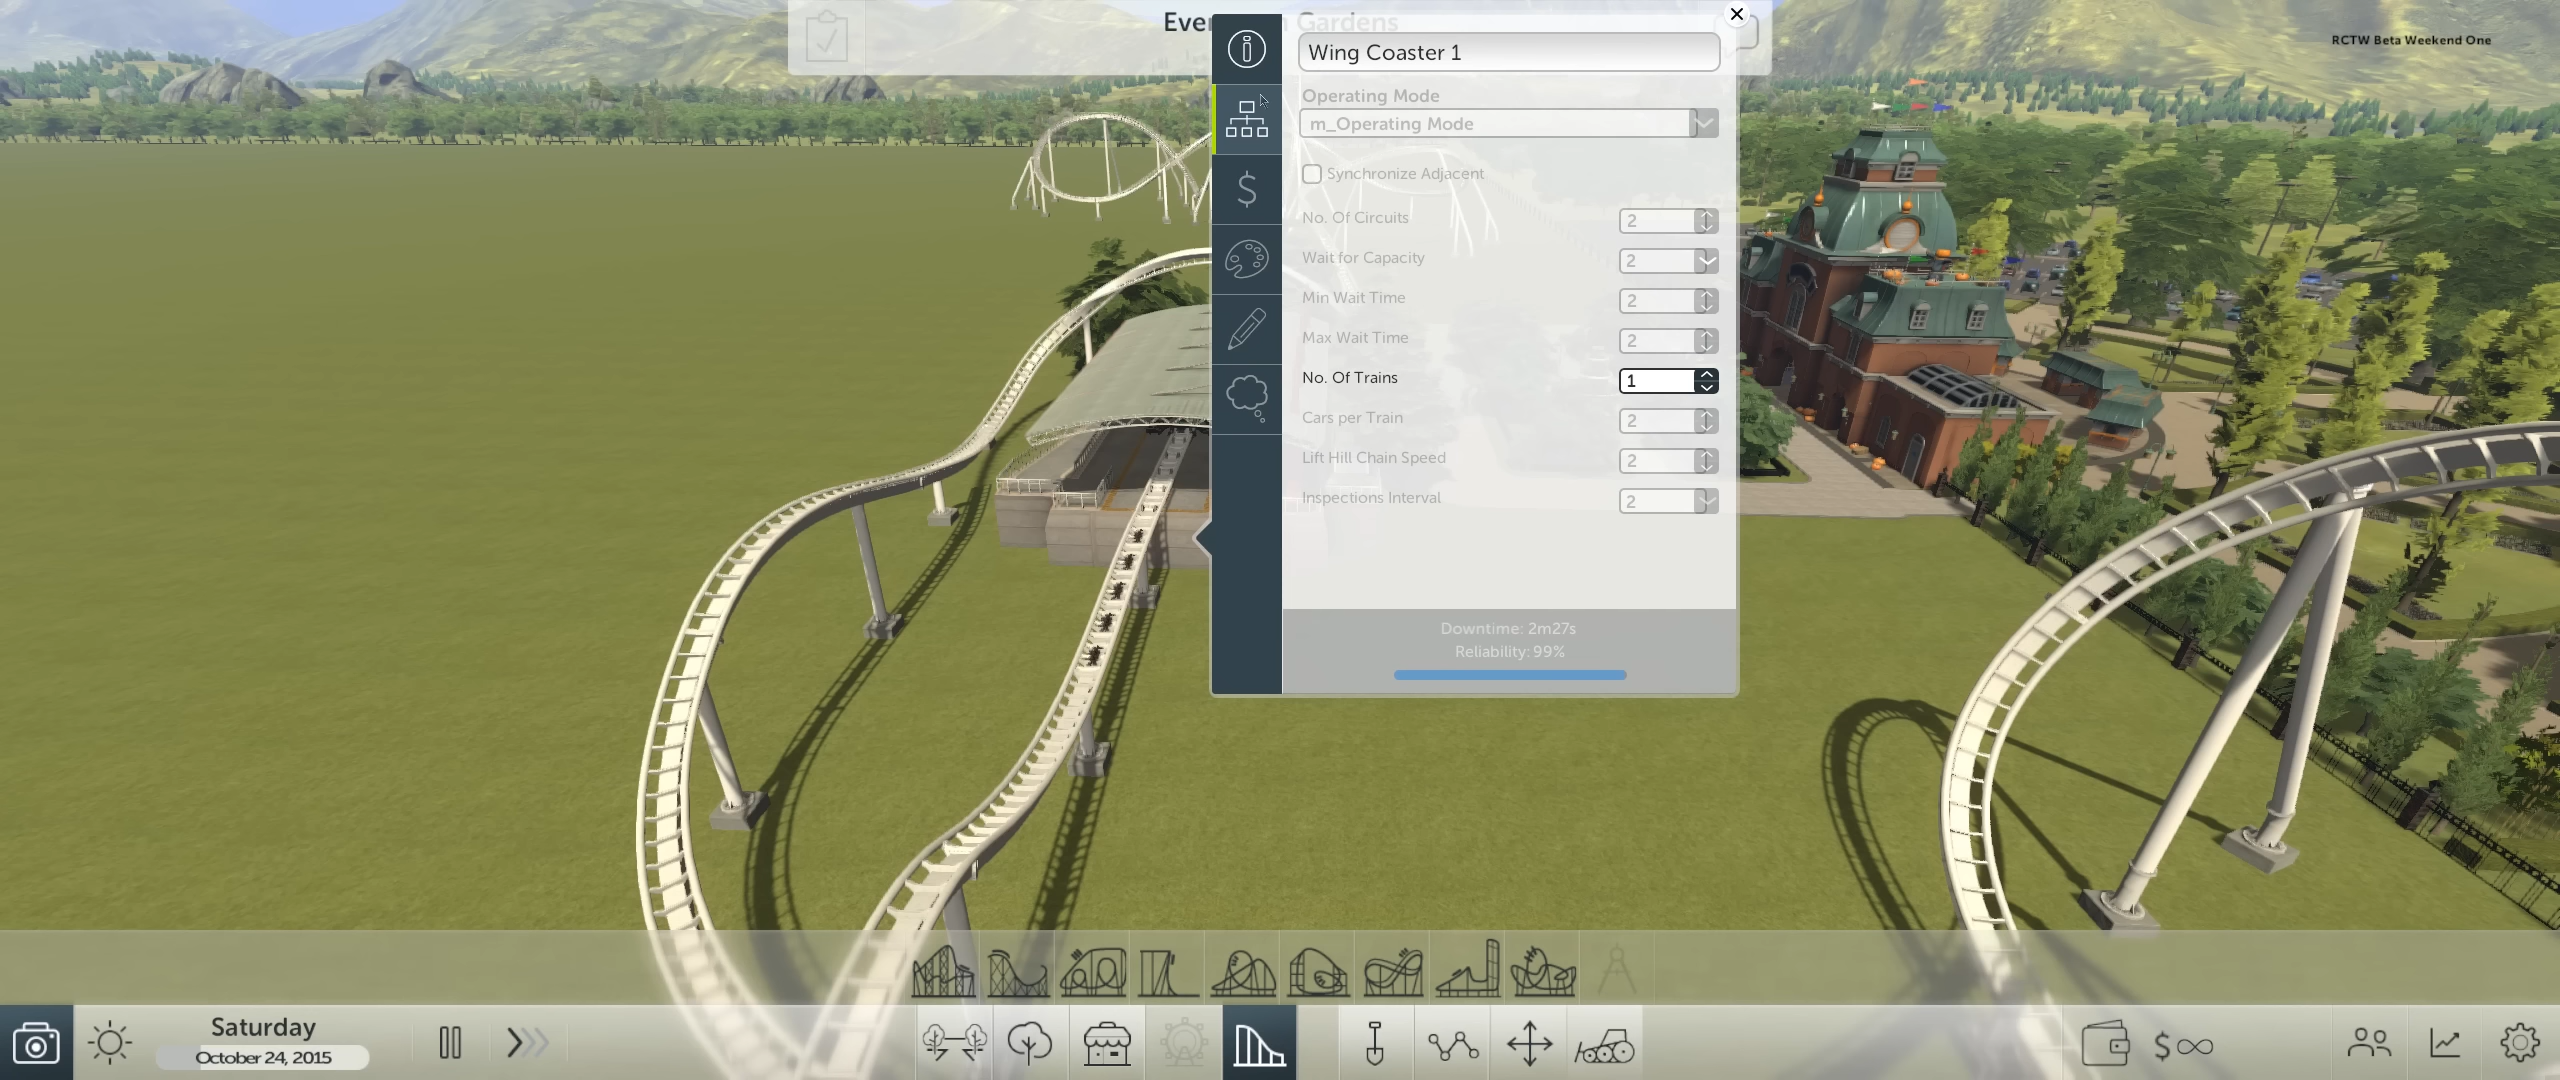 Ever
Gardens
RCTW Beta Weekend One
Wing Coaster 1
Operating Mode
m_Operating Mode
Synchronize Adjacent
No. Of Circuits 2
Wait for Capacity 2
Min Wait Time 2
Max Wait Time 2
No. Of Trains 1
Cars per Train 2
Lift Hill Chain Speed 2
Inspections Interval 2
Downtime: 2m27s
Reliability: 99%
Saturday
October 24, 2015
$∞